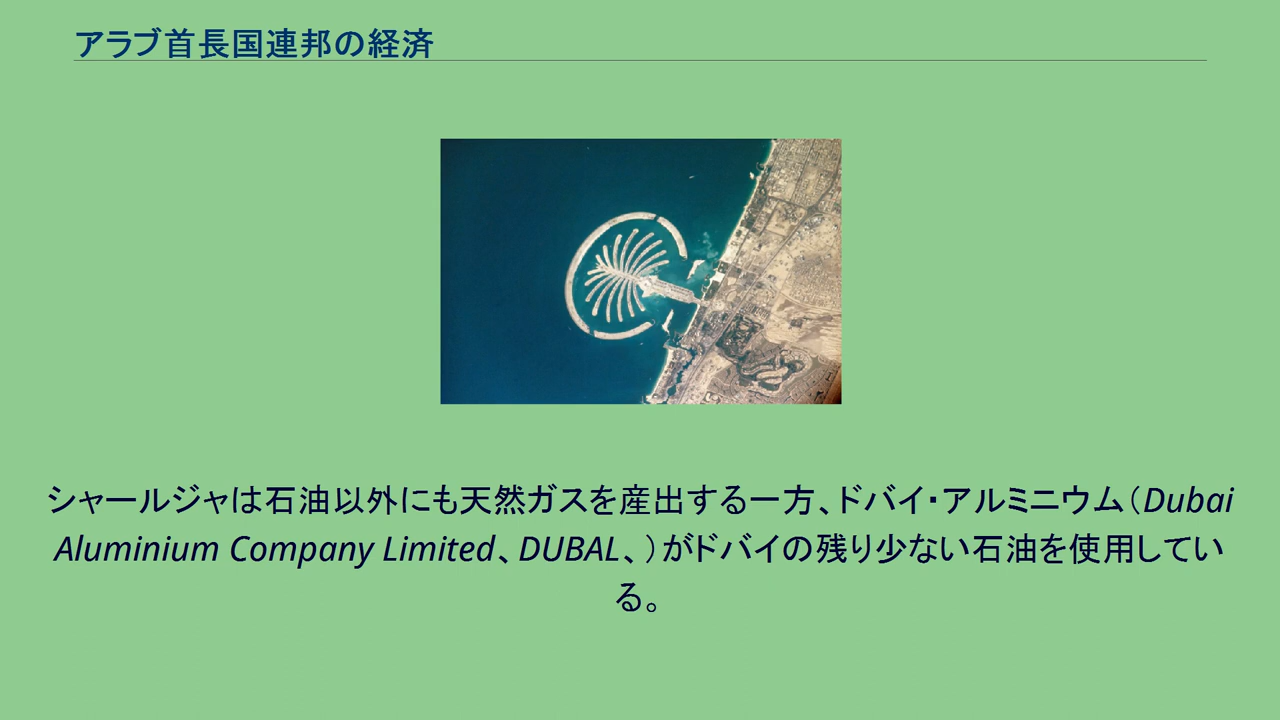 アラブ首長国連邦の経済
シャールジャは石油以外にも天然ガスを産出する一方、ドバイ・アルミニウム（Dubai
Aluminium Company Limited、DUBAL、）がドバイの残り少ない石油を使用してい
る。